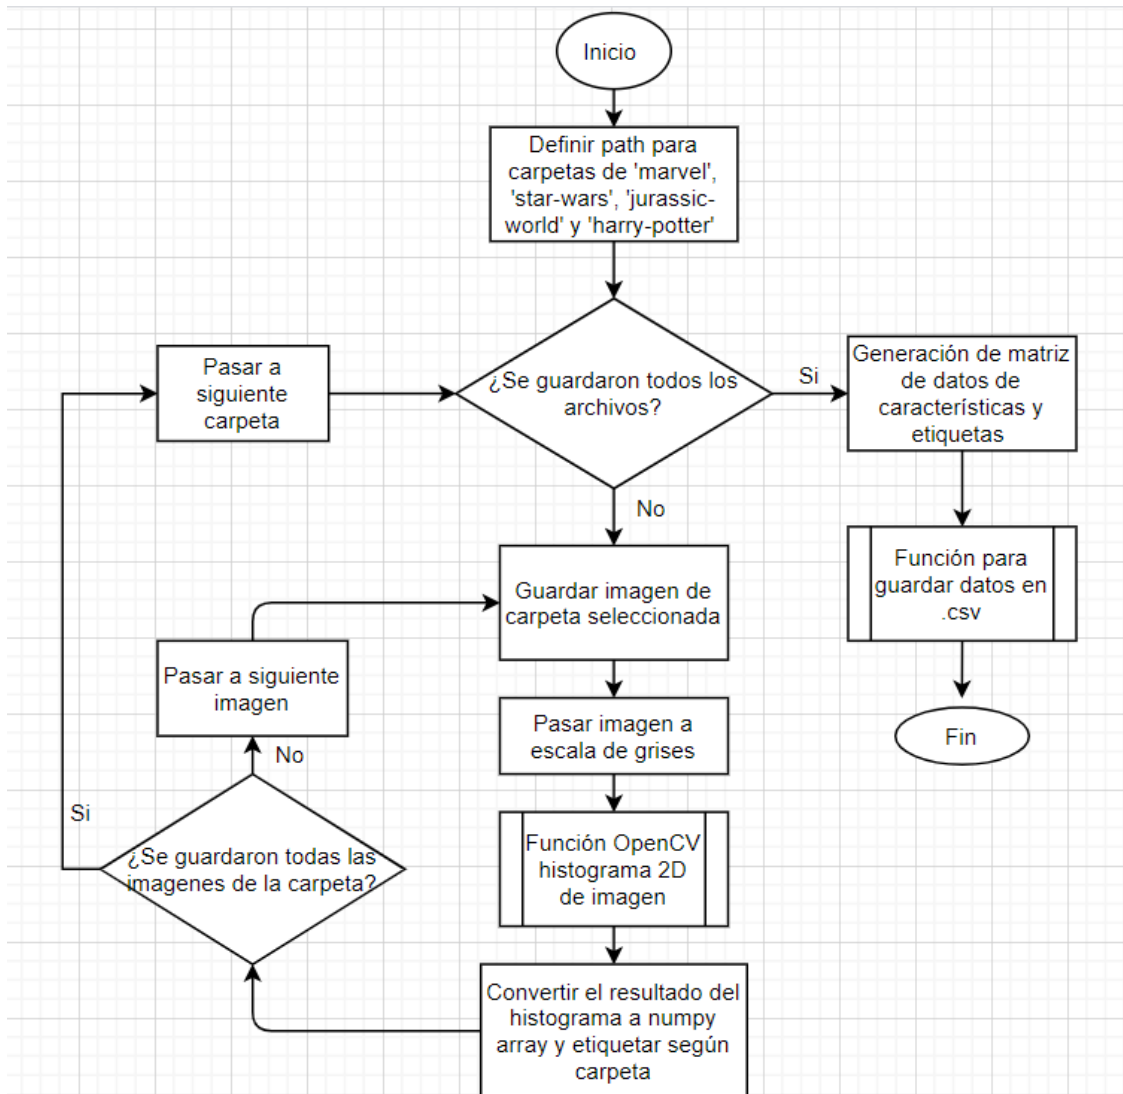 Inicio
Definir path para
carpetas de 'marvel',
'star-wars', 'jurassic-
world' y 'harry-potter'
Pasar a
siguiente
carpeta
¿Se guardaron todos los
archivos?
Si
Generación de matriz
de datos de
características y
etiquetas
No
Función para
guardar datos en
.csv
Guardar imagen de
carpeta seleccionada
Pasar a siguiente
imagen
Pasar imagen a
escala de grises
Fin
No
Si
¿Se guardaron todas las
imagenes de la carpeta?
Función OpenCV
histograma 2D
de imagen
Convertir el resultado del
histograma a numpy
array y etiquetar según
carpeta